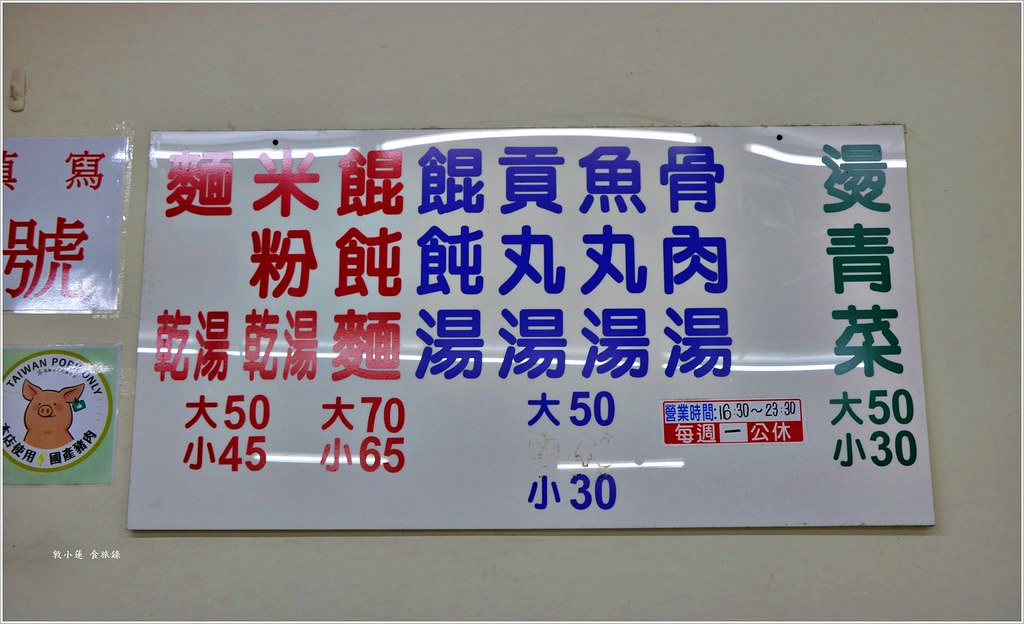 填寫
號
TAIWAN PORK ONLY
本店使用 國產豬肉
麵 乾湯
米粉 乾湯
大50
小45
餛飩麵
大70
小65
餛飩湯
貢丸湯
魚丸湯
骨肉湯
大50
小30
營業時間:16:30~23:30
每週一公休
燙青菜
大50
小30
敦小蓮 食旅錄